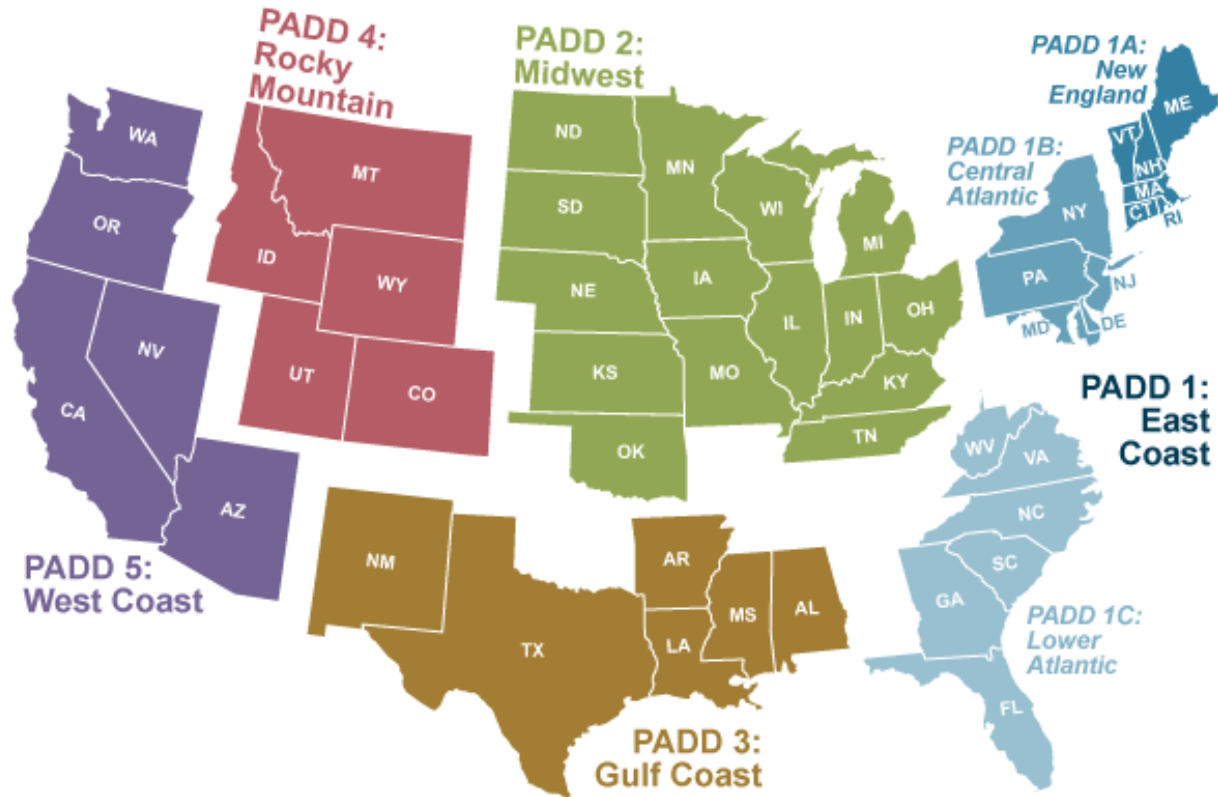 PADD 4:
Rocky
Mountain
PADD 2:
Midwest
PADD 1A:
New
England
PADD 1B:
Central
Atlantic
PADD 1:
East
Coast
PADD 1C:
Lower
Atlantic
PADD 5:
West Coast
PADD 3:
Gulf Coast
WA
OR
CA
NV
AZ
MT
ID
WY
UT
CO
ND
SD
NE
KS
OK
MN
IA
MO
WI
IL
MI
IN
OH
KY
TN
ME
VT
NH
MA
CT
RI
NY
PA
NJ
MD
DE
WV
VA
NC
SC
GA
FL
NM
TX
AR
LA
MS
AL